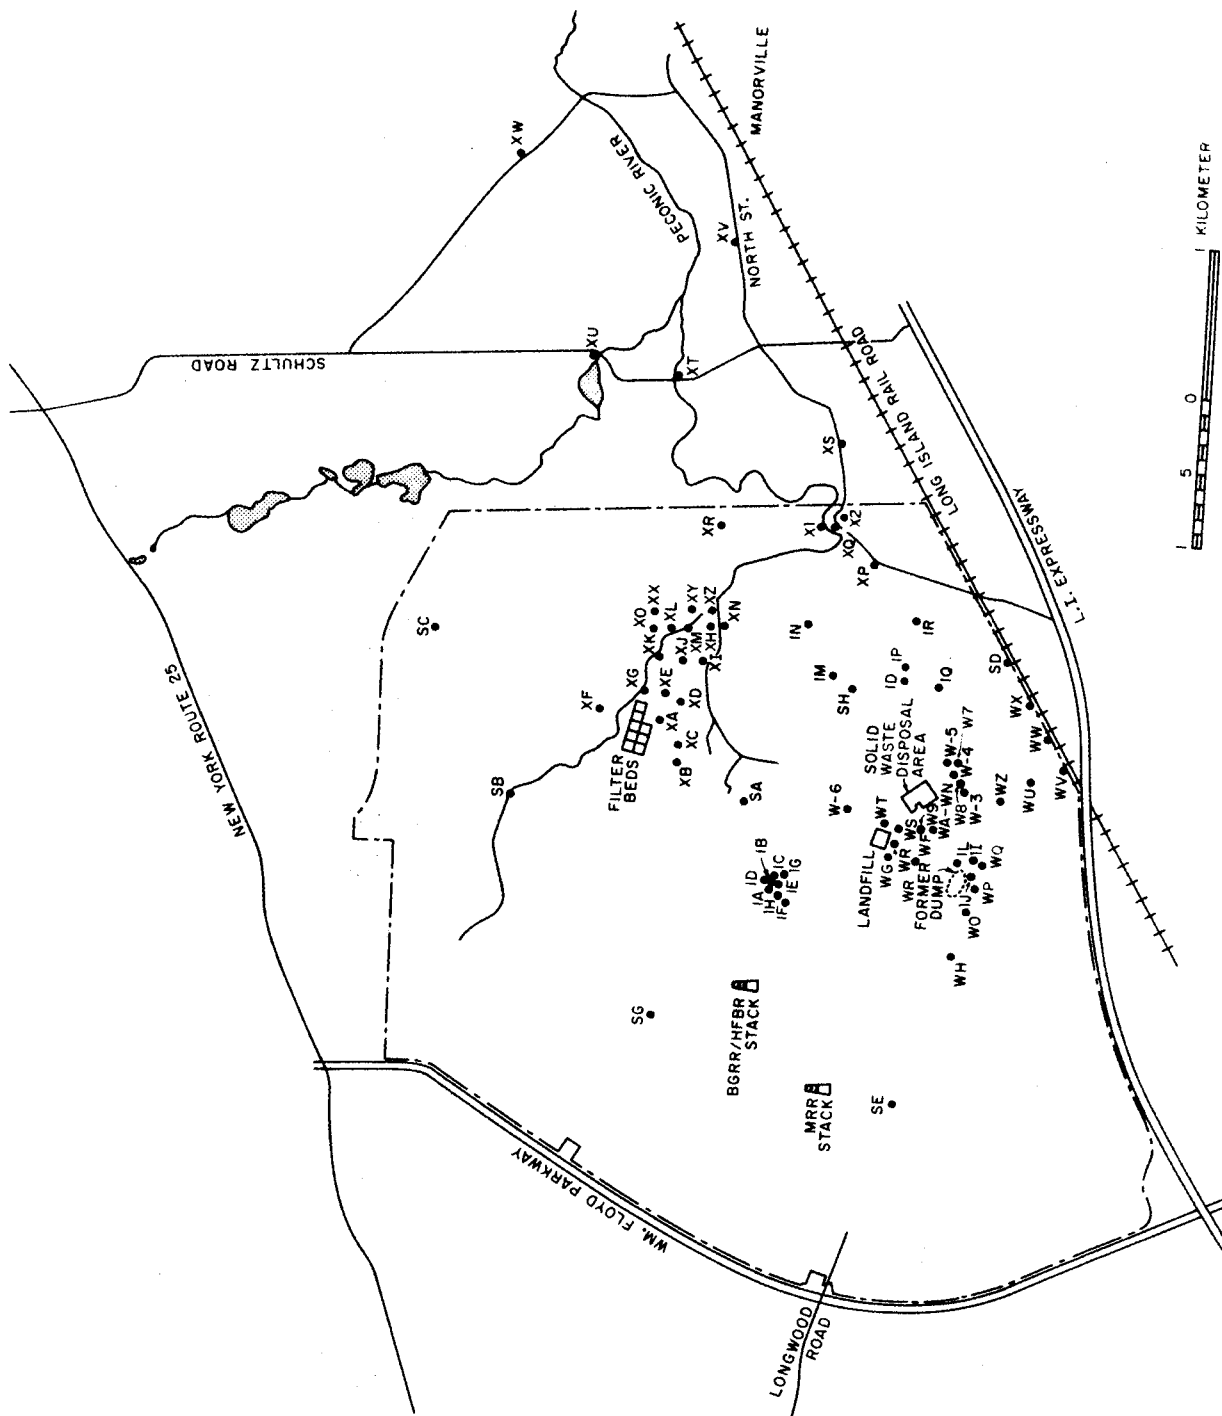 NEW YORK ROUTE 25
SCHULTZ ROAD
PECONIC RIVER
NORTH ST.
MANORVILLE
LONG ISLAND RAIL ROAD
L.I. EXPRESSWAY
WM. FLOYD PARKWAY
LONGWOOD
ROAD
XW
XV
XU
XT
XS
XR
X1
X2
XQ
XP
SC
XO
XX
XK
XL
XY
XZ
XM
XH
XN
XJ
XI
XG
XE
XD
XF
XA
XC
XB
FILTER
BEDS
SB
SA
SG
IN
IR
IM
SH
IP
ID
IQ
SD
WX
WW
WV
WU
WZ
SOLID
WASTE
DISPOSAL
AREA
W-6
W7
W-5
W-4
WN
W8
W-3
WA
W9
WT
WS
WF
WR
WG
WR
LANDFILL
FORMER
DUMP
IL
II
WQ
WP
IJ
WO
WH
IB
ID
IC
IG
IA
IE
IH
IF
BGRR/HFBR
STACK
MRR
STACK
SE
1 5 0 1 KILOMETER